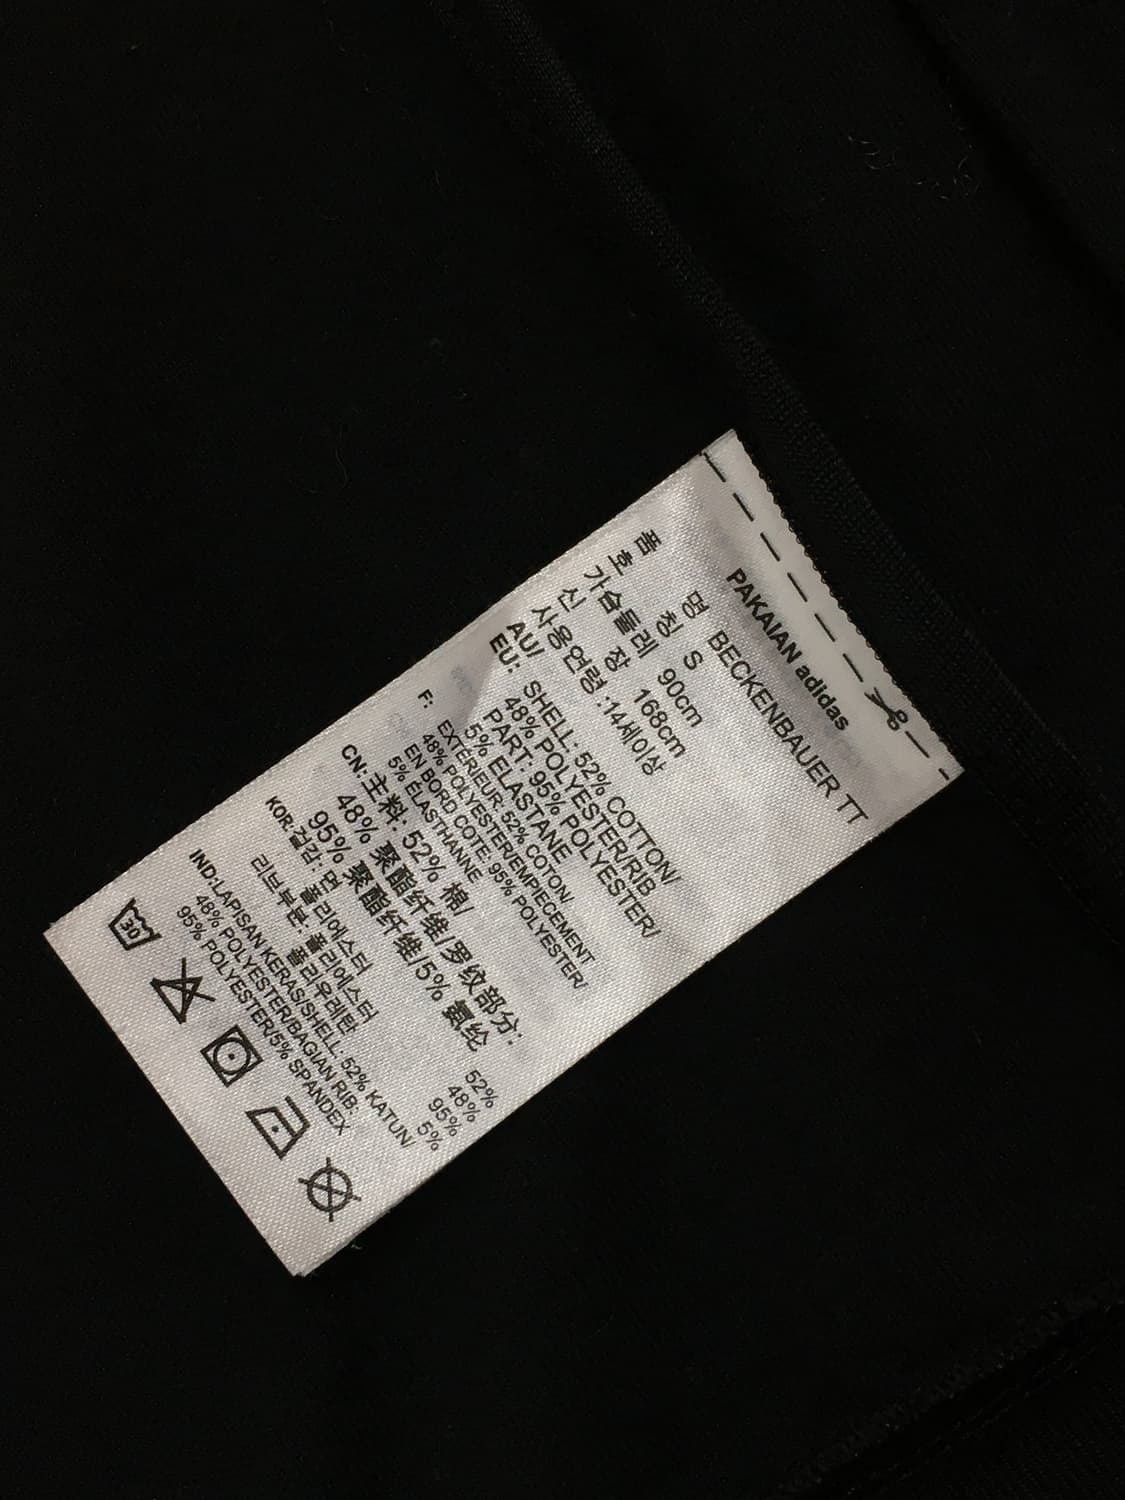 PAKAIAN adidas
품 명 BECKENBAUER TT
호 칭 S
가슴둘레 90cm
신 장 168cm
사용연령 :14세이상
AU/
EU: SHELL: 52% COTTON/
48% POLYESTER/RIB
PART: 95% POLYESTER/
5% ELASTANE
F: EXTÉRIEUR: 52% COTON/
48% POLYESTER/EMPIECEMENT
EN BORD COTE: 95% POLYESTER/
5% ÉLASTHANNE
CN: 主料: 52% 棉/
48% 聚酯纤维/罗纹部分:
95% 聚酯纤维/5% 氨纶
KOR: 겉감: 면 52%
폴리에스터 48%
리브부분: 폴리에스터 95%
폴리우레탄 5%
IND:LAPISAN KERAS/SHELL: 52% KATUN/
48% POLYESTER/BAGIAN RIB:
95% POLYESTER/5% SPANDEX
30